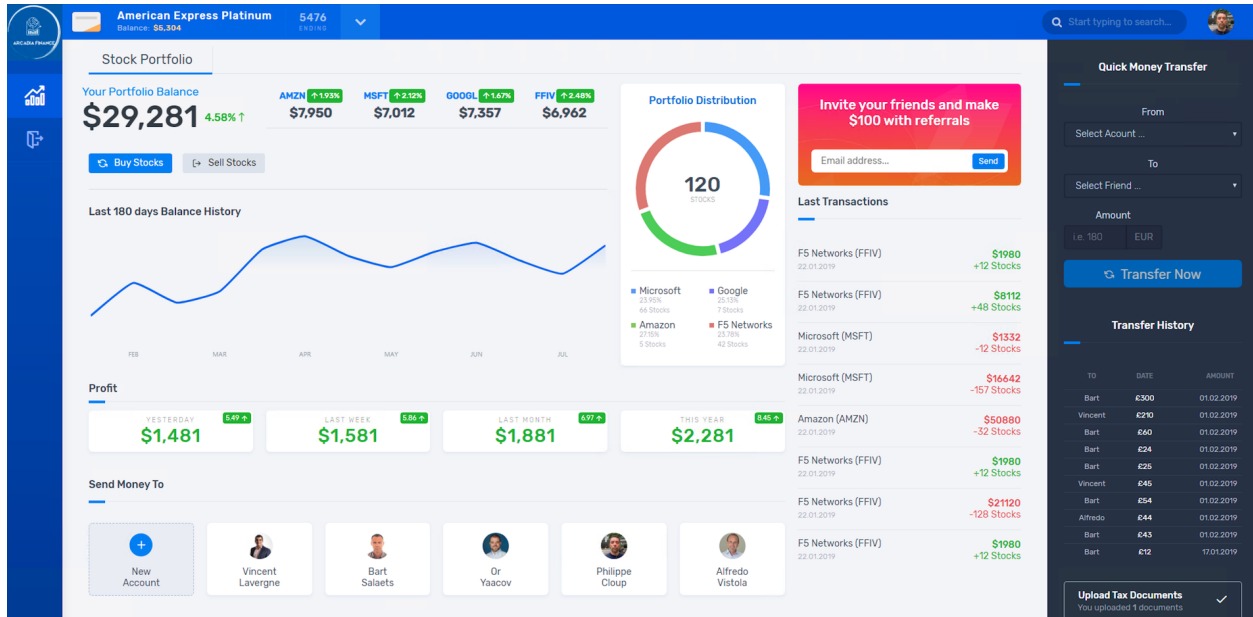 ARCADIA FINANCE
American Express Platinum
Balance: $5,304
5476
ENDING
Start typing to search...
Stock Portfolio
Your Portfolio Balance
$29,281 4.58% ↑
AMZN ↑1.93%
$7,950
MSFT ↑2.12%
$7,012
GOOGL ↑1.67%
$7,357
FFIV ↑2.48%
$6,962
Buy Stocks
Sell Stocks
Last 180 days Balance History
FEB MAR APR MAY JUN JUL
Portfolio Distribution
120
STOCKS
Microsoft
23.95%
66 Stocks
Google
25.13%
7 Stocks
Amazon
27.15%
5 Stocks
F5 Networks
23.78%
42 Stocks
Profit
YESTERDAY 5.49 ↑
$1,481
LAST WEEK 5.86 ↑
$1,581
LAST MONTH 6.97 ↑
$1,881
THIS YEAR 8.45 ↑
$2,281
Send Money To
New
Account
Vincent
Lavergne
Bart
Salaets
Or
Yaacov
Philippe
Cloup
Alfredo
Vistola
Invite your friends and make
$100 with referrals
Email address... Send
Last Transactions
F5 Networks (FFIV) $1980
22.01.2019 +12 Stocks
F5 Networks (FFIV) $8112
22.01.2019 +48 Stocks
Microsoft (MSFT) $1332
22.01.2019 -12 Stocks
Microsoft (MSFT) $16642
22.01.2019 -157 Stocks
Amazon (AMZN) $50880
22.01.2019 -32 Stocks
F5 Networks (FFIV) $1980
22.01.2019 +12 Stocks
F5 Networks (FFIV) $21120
22.01.2019 -128 Stocks
F5 Networks (FFIV) $1980
22.01.2019 +12 Stocks
Quick Money Transfer
From
Select Acount ...
To
Select Friend ...
Amount
i.e. 180 EUR
Transfer Now
Transfer History
TO DATE AMOUNT
Bart £300 01.02.2019
Vincent £210 01.02.2019
Bart £60 01.02.2019
Bart £24 01.02.2019
Bart £25 01.02.2019
Vincent £45 01.02.2019
Bart £54 01.02.2019
Alfredo £44 01.02.2019
Bart £43 01.02.2019
Bart £12 17.01.2019
Upload Tax Documents
You uploaded 1 documents